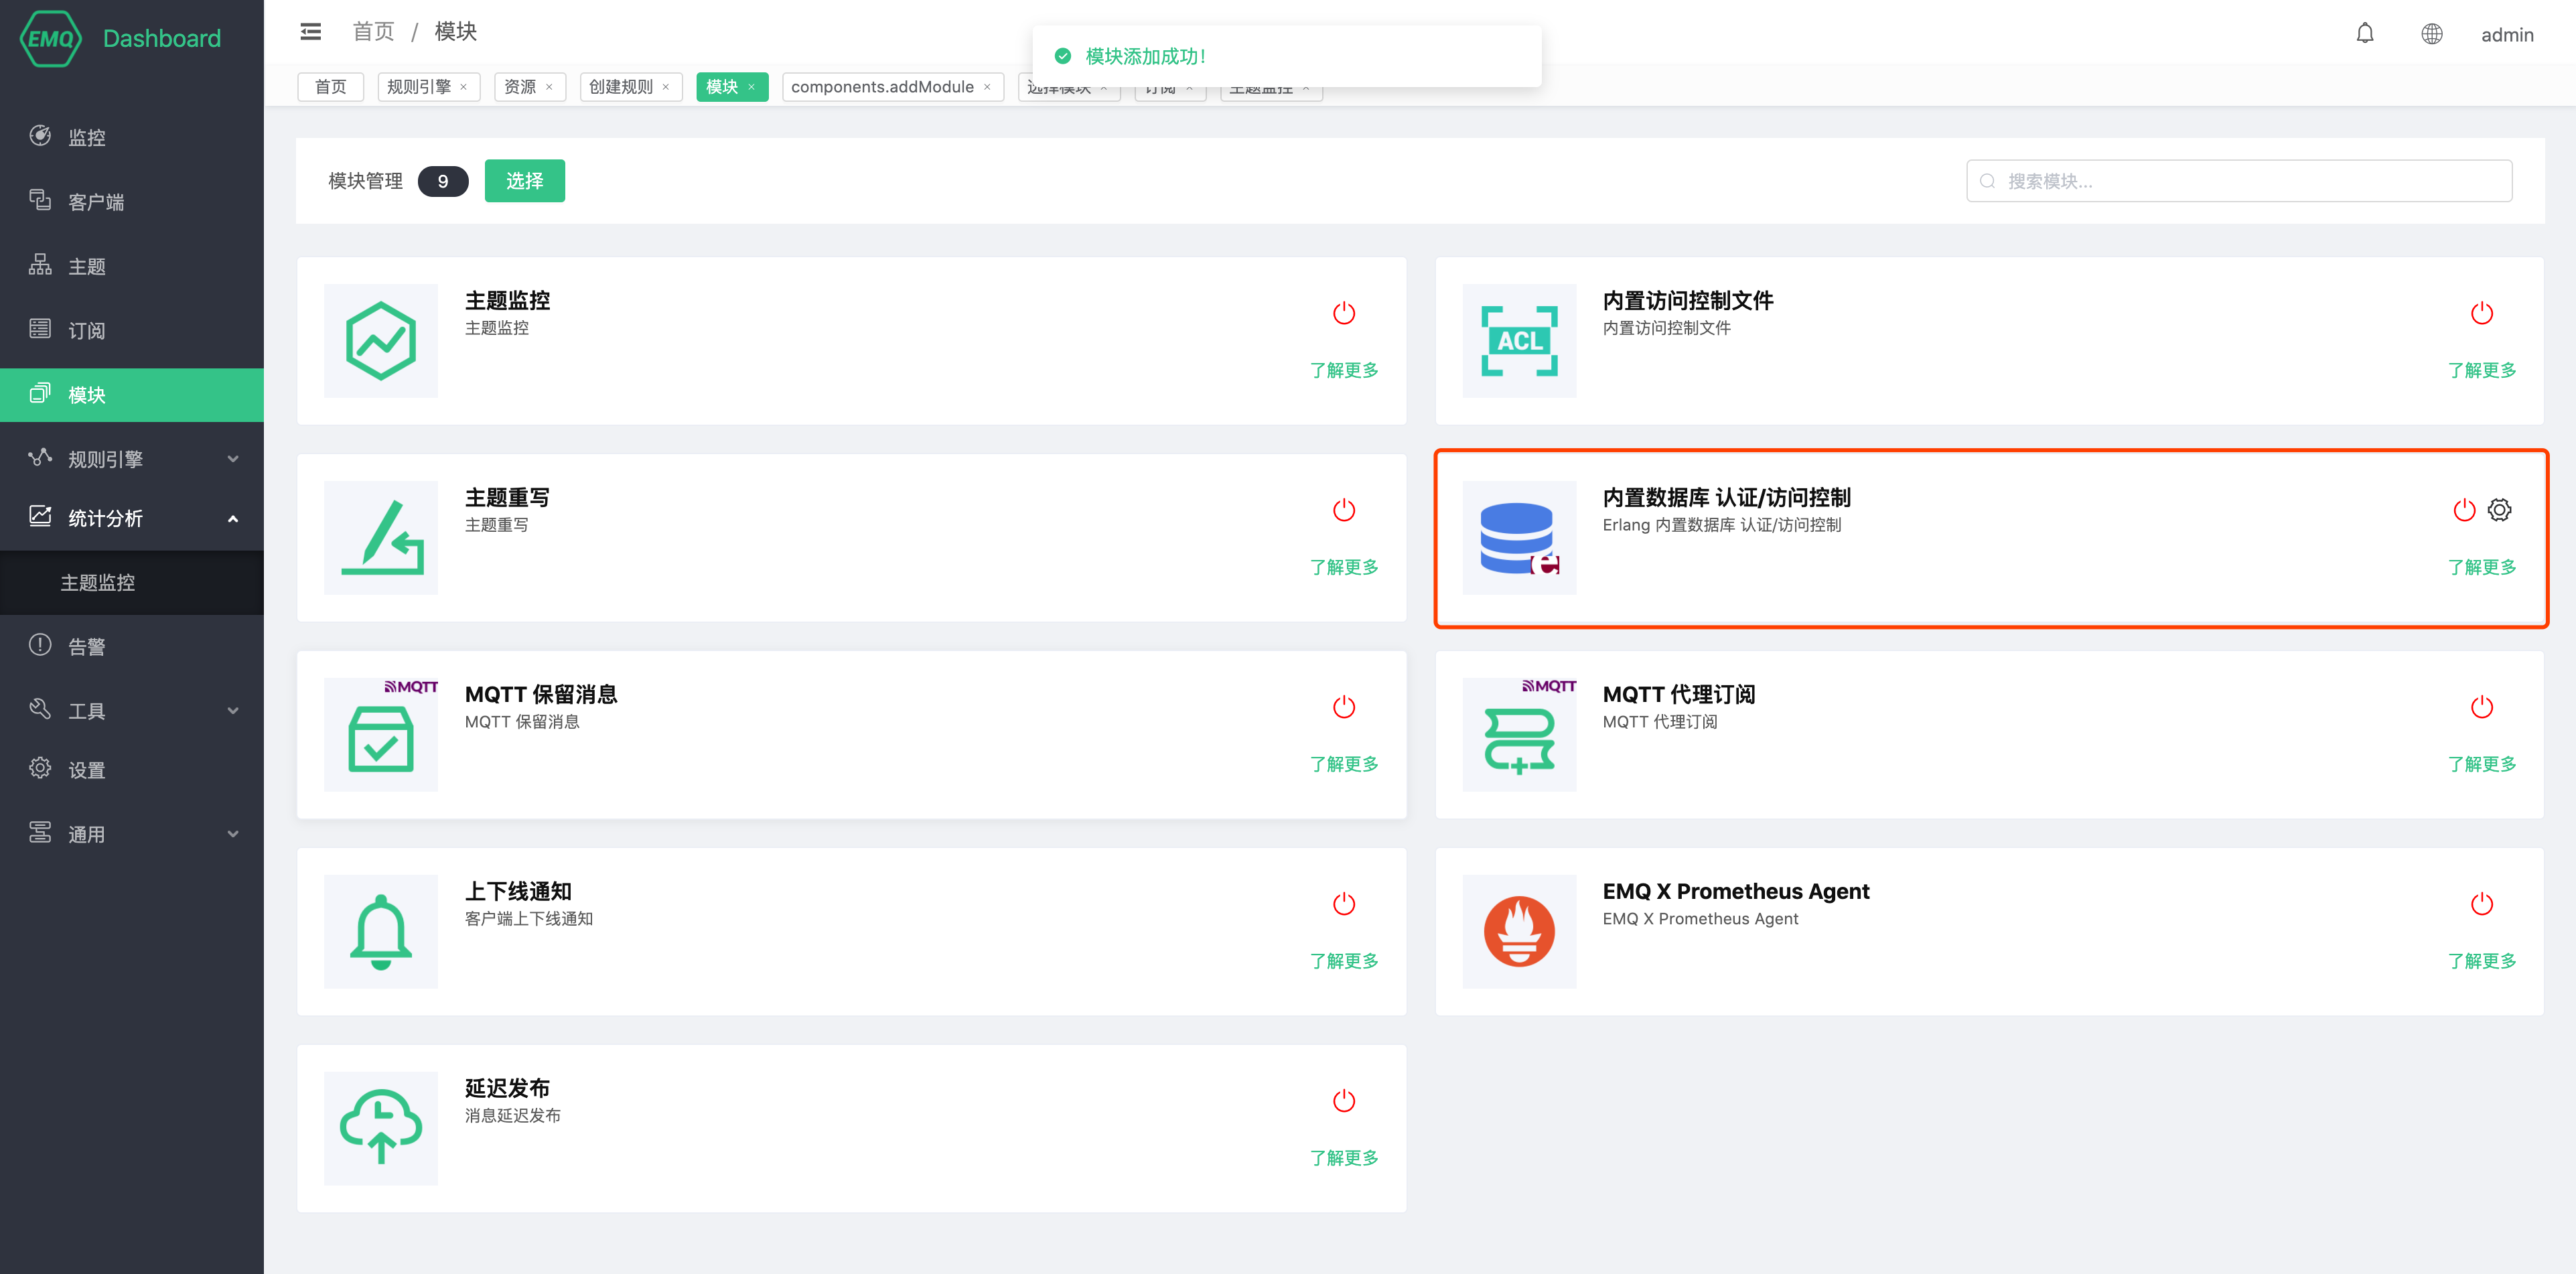 EMQ Dashboard
首页 / 模块
模块添加成功!
admin
首页
规则引擎 ×
资源 ×
创建规则 ×
模块 ×
components.addModule ×
选择模块 ×
订阅 ×
主题监控 ×
监控
客户端
主题
订阅
模块
规则引擎
统计分析
主题监控
告警
工具
设置
通用
模块管理 9 选择
搜索模块...
主题监控
主题监控
了解更多
ACL
内置访问控制文件
内置访问控制文件
了解更多
主题重写
主题重写
了解更多
e
内置数据库 认证/访问控制
Erlang 内置数据库 认证/访问控制
了解更多
MQTT
MQTT 保留消息
MQTT 保留消息
了解更多
MQTT
MQTT 代理订阅
MQTT 代理订阅
了解更多
上下线通知
客户端上下线通知
了解更多
EMQ X Prometheus Agent
EMQ X Prometheus Agent
了解更多
延迟发布
消息延迟发布
了解更多